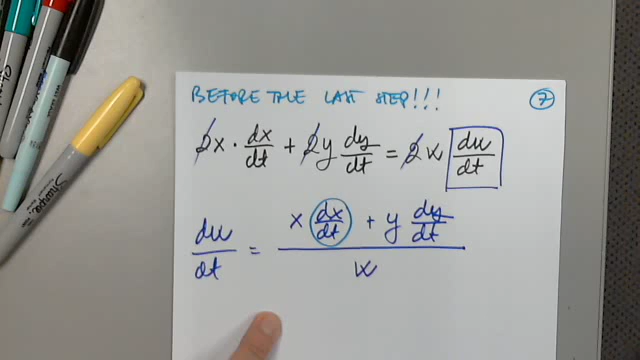 BEFORE THE LAST STEP!!! 7
2x · dx/dt + 2y dy/dt = 2w dw/dt
dw/dt = (x dx/dt + y dy/dt) / w
Sharpie